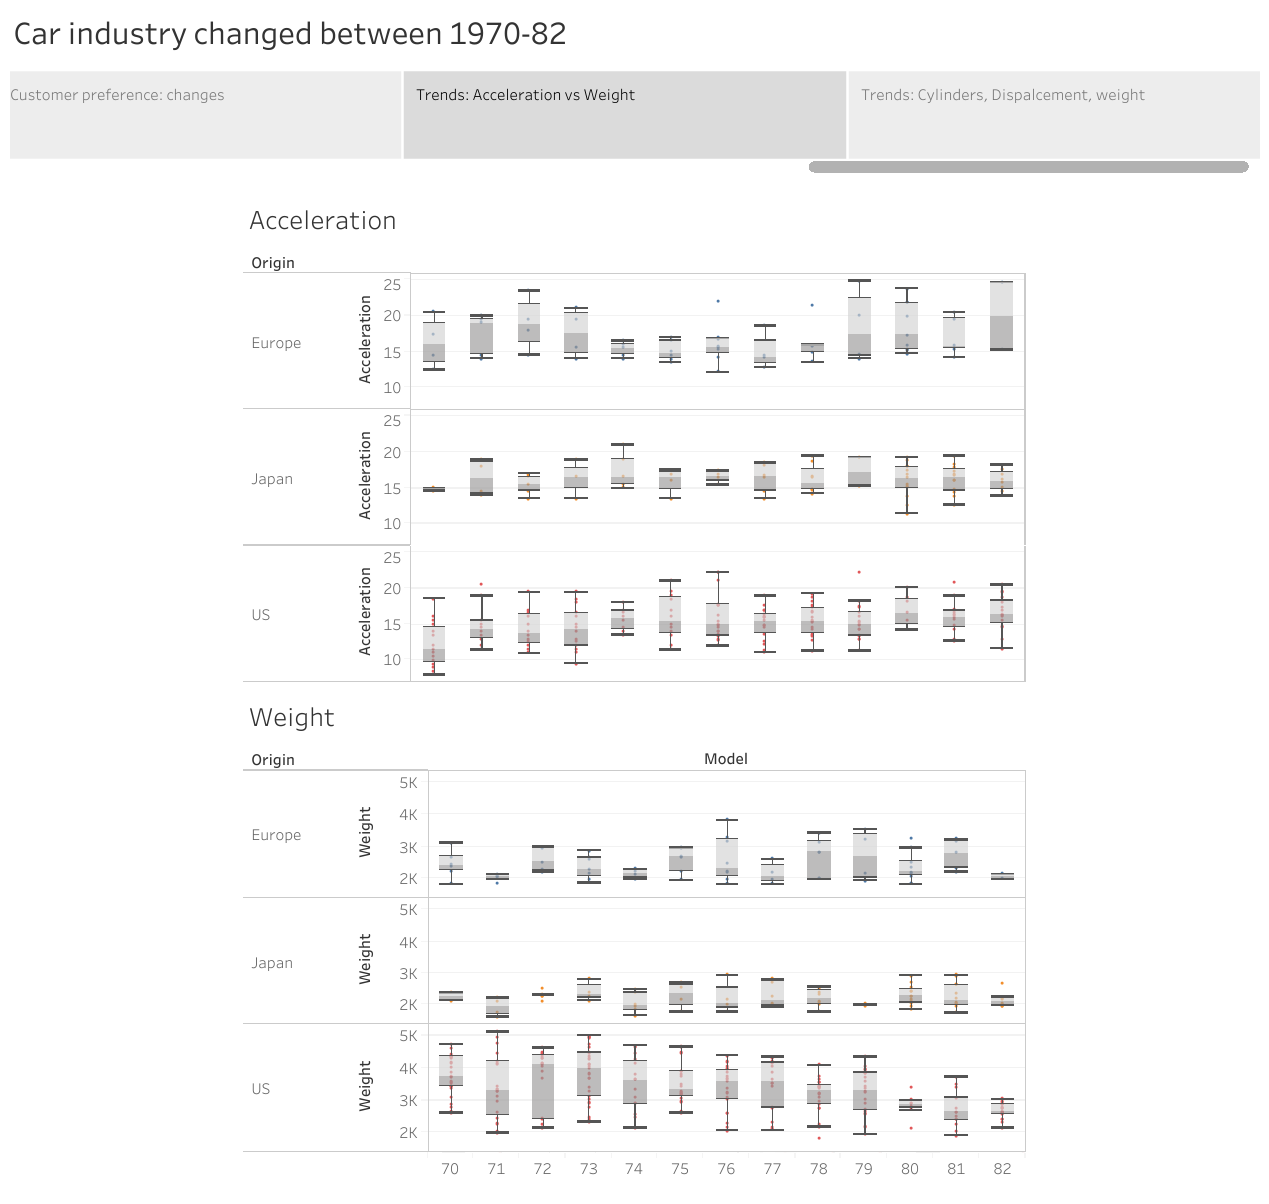 Car industry changed between 1970-82
Customer preference: changes
Trends: Acceleration vs Weight
Trends: Cylinders, Dispalcement, weight
Acceleration
Origin
Europe
Acceleration
25
20
15
10
Japan
Acceleration
25
20
15
10
US
Acceleration
25
20
15
10
Weight
Origin
Model
Europe
Weight
5K
4K
3K
2K
Japan
Weight
5K
4K
3K
2K
US
Weight
5K
4K
3K
2K
70 71 72 73 74 75 76 77 78 79 80 81 82